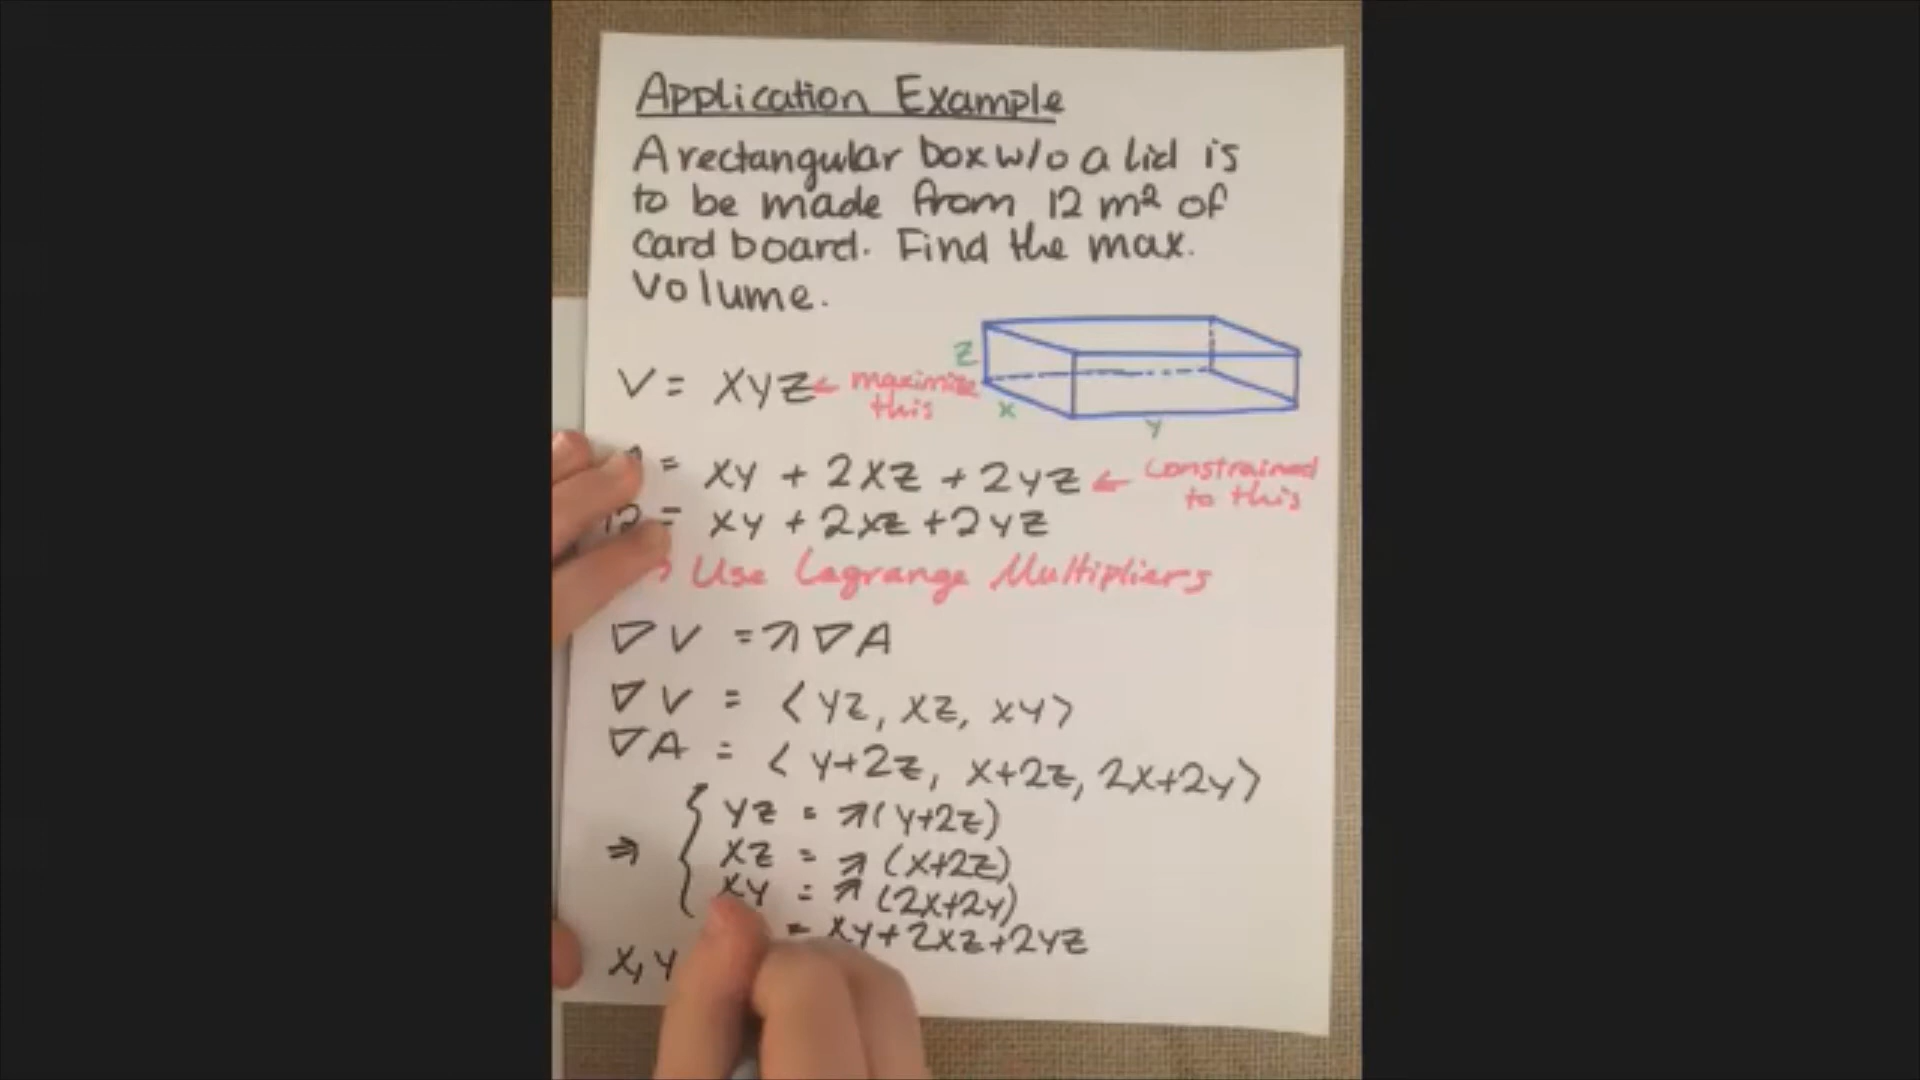 Application Example
A rectangular box w/o a lid is
to be made from 12 m² of
cardboard. Find the max.
Volume.
V = xyz ← maximize this
z
x
y
= xy + 2xz + 2yz ← constrained to this
12 = xy + 2xz + 2yz
Use Lagrange Multipliers
∇V = λ∇A
∇V = ⟨yz, xz, xy⟩
∇A = ⟨y+2z, x+2z, 2x+2y⟩
⇒ { yz = λ(y+2z)
xz = λ(x+2z)
xy = λ(2x+2y)
= xy+2xz+2yz
x, y